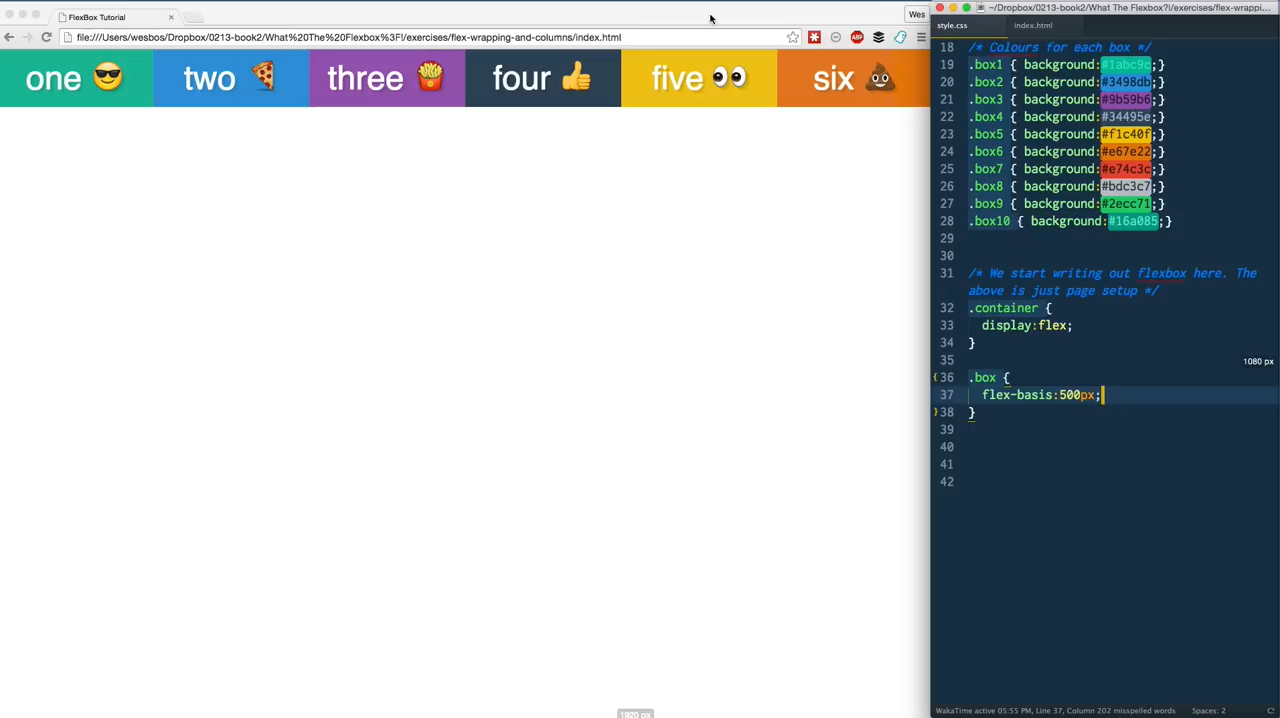 FlexBox Tutorial
Wes
file:///Users/wesbos/Dropbox/0213-book2/What%20The%20Flexbox%3F!/exercises/flex-wrapping-and-columns/index.html
ABP
one 😎 two 🍕 three 🍟 four 👍 five 👀 six 💩
~/Dropbox/0213-book2/What The Flexbox?!/exercises/flex-wrappi...
style.css index.html
18 /* Colours for each box */
19 .box1 { background:#1abc9c;}
20 .box2 { background:#3498db;}
21 .box3 { background:#9b59b6;}
22 .box4 { background:#34495e;}
23 .box5 { background:#f1c40f;}
24 .box6 { background:#e67e22;}
25 .box7 { background:#e74c3c;}
26 .box8 { background:#bdc3c7;}
27 .box9 { background:#2ecc71;}
28 .box10 { background:#16a085;}
29
30
31 /* We start writing out flexbox here. The
above is just page setup */
32 .container {
33 display:flex;
34 }
35
1080 px
36 .box {
37 flex-basis:500px;
38 }
39
40
41
42
1920 px
WakaTime active 05:55 PM, Line 37, Column 202 misspelled words Spaces: 2